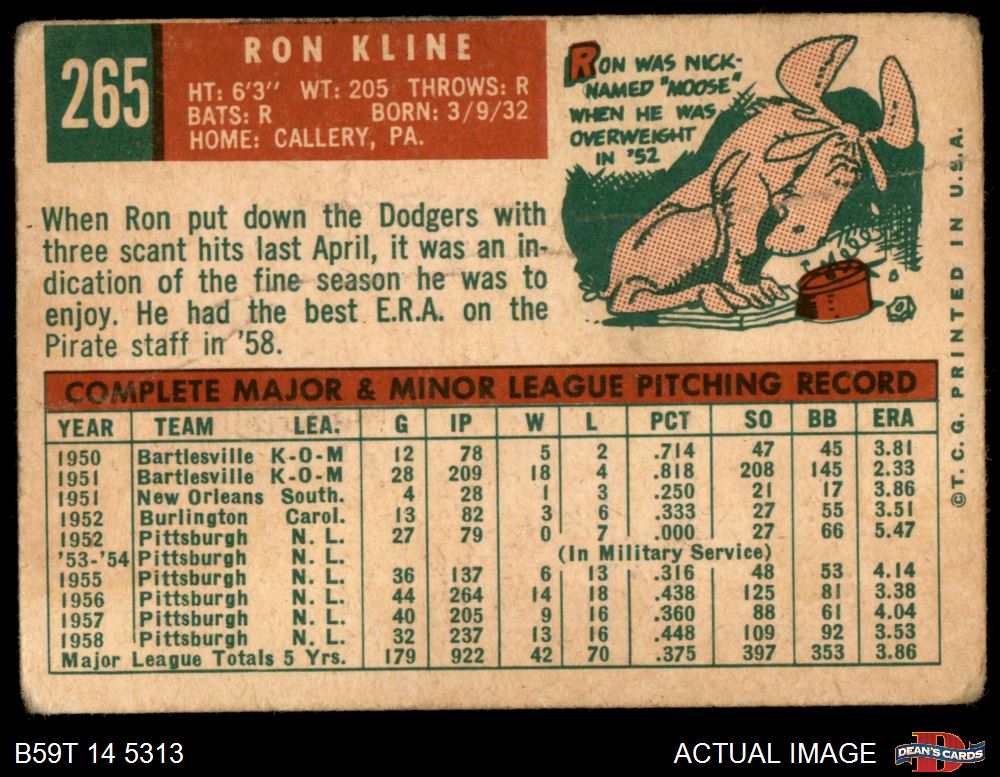 265
RON KLINE
HT: 6'3" WT: 205 THROWS: R
BATS: R BORN: 3/9/32
HOME: CALLERY, PA.
RON WAS NICK-
NAMED "MOOSE"
WHEN HE WAS
OVERWEIGHT
IN '52
When Ron put down the Dodgers with
three scant hits last April, it was an in-
dication of the fine season he was to
enjoy. He had the best E.R.A. on the
Pirate staff in '58.
COMPLETE MAJOR & MINOR LEAGUE PITCHING RECORD
YEAR TEAM LEA. G IP W L PCT SO BB ERA
1950 Bartlesville K-O-M 12 78 5 2 .714 47 45 3.81
1951 Bartlesville K-O-M 28 209 18 4 .818 208 145 2.33
1951 New Orleans South. 4 28 1 3 .250 21 17 3.86
1952 Burlington Carol. 13 82 3 6 .333 27 55 3.51
1952 Pittsburgh N. L. 27 79 0 7 .000 27 66 5.47
'53-'54 Pittsburgh N. L. (In Military Service)
1955 Pittsburgh N. L. 36 137 6 13 .316 48 53 4.14
1956 Pittsburgh N. L. 44 264 14 18 .438 125 81 3.38
1957 Pittsburgh N. L. 40 205 9 16 .360 88 61 4.04
1958 Pittsburgh N. L. 32 237 13 16 .448 109 92 3.53
Major League Totals 5 Yrs. 179 922 42 70 .375 397 353 3.86
©T. C. G. PRINTED IN U.S.A.
B59T 14 5313
ACTUAL IMAGE
DEAN'S CARDS